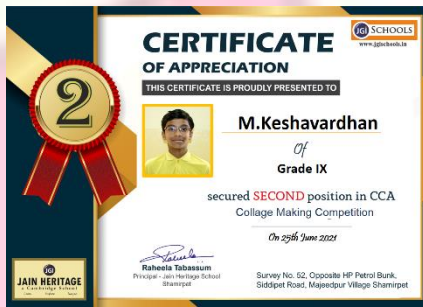 CERTIFICATE
OF APPRECIATION
JGI SCHOOLS
www.jgischools.in
THIS CERTIFICATE IS PROUDLY PRESENTED TO
2
M.Keshavardhan
Of
Grade IX
secured SECOND position in CCA
Collage Making Competition
On 25th June 2021
Raheela Tabassum
Principal - Jain Heritage School
Shamirpet
Survey No. 52, Opposite HP Petrol Bunk,
Siddipet Road, Majeedpur Village Shamirpet
JGI
JAIN HERITAGE
a Cambridge School